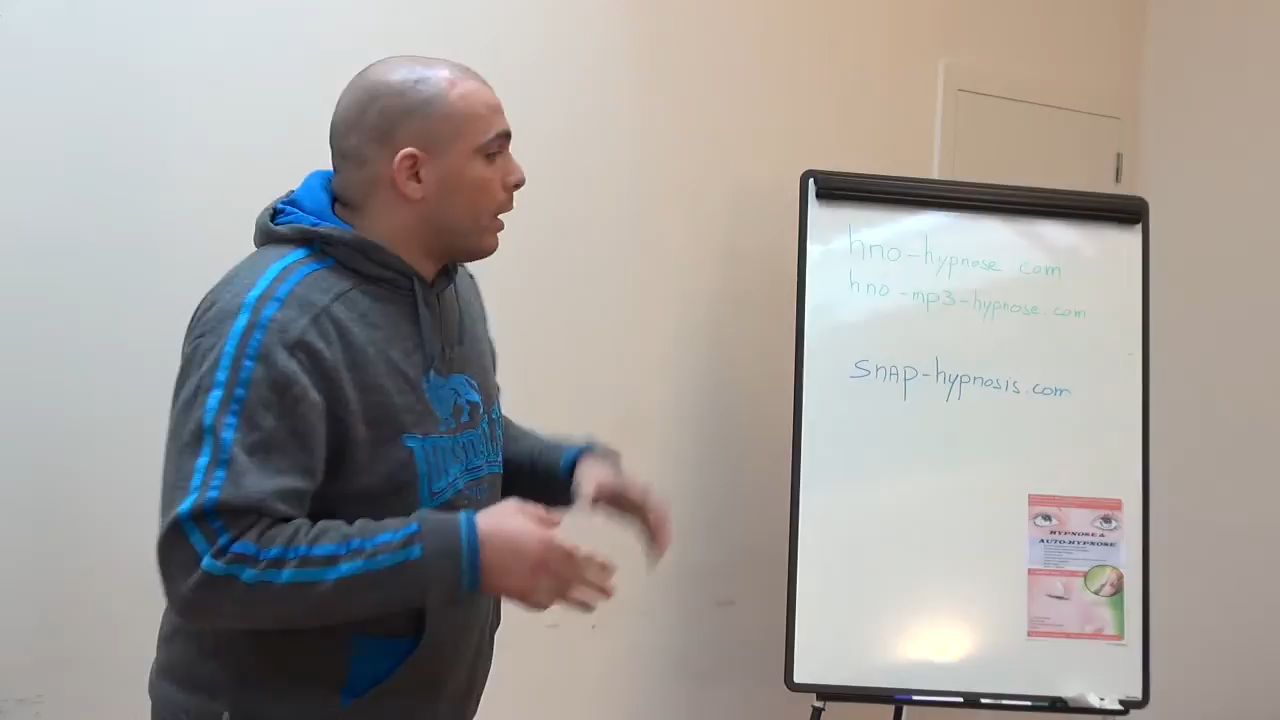 hno-hypnose.com
hno-mp3-hypnose.com
snap-hypnosis.com
HYPNOSE &
AUTO-HYPNOSE